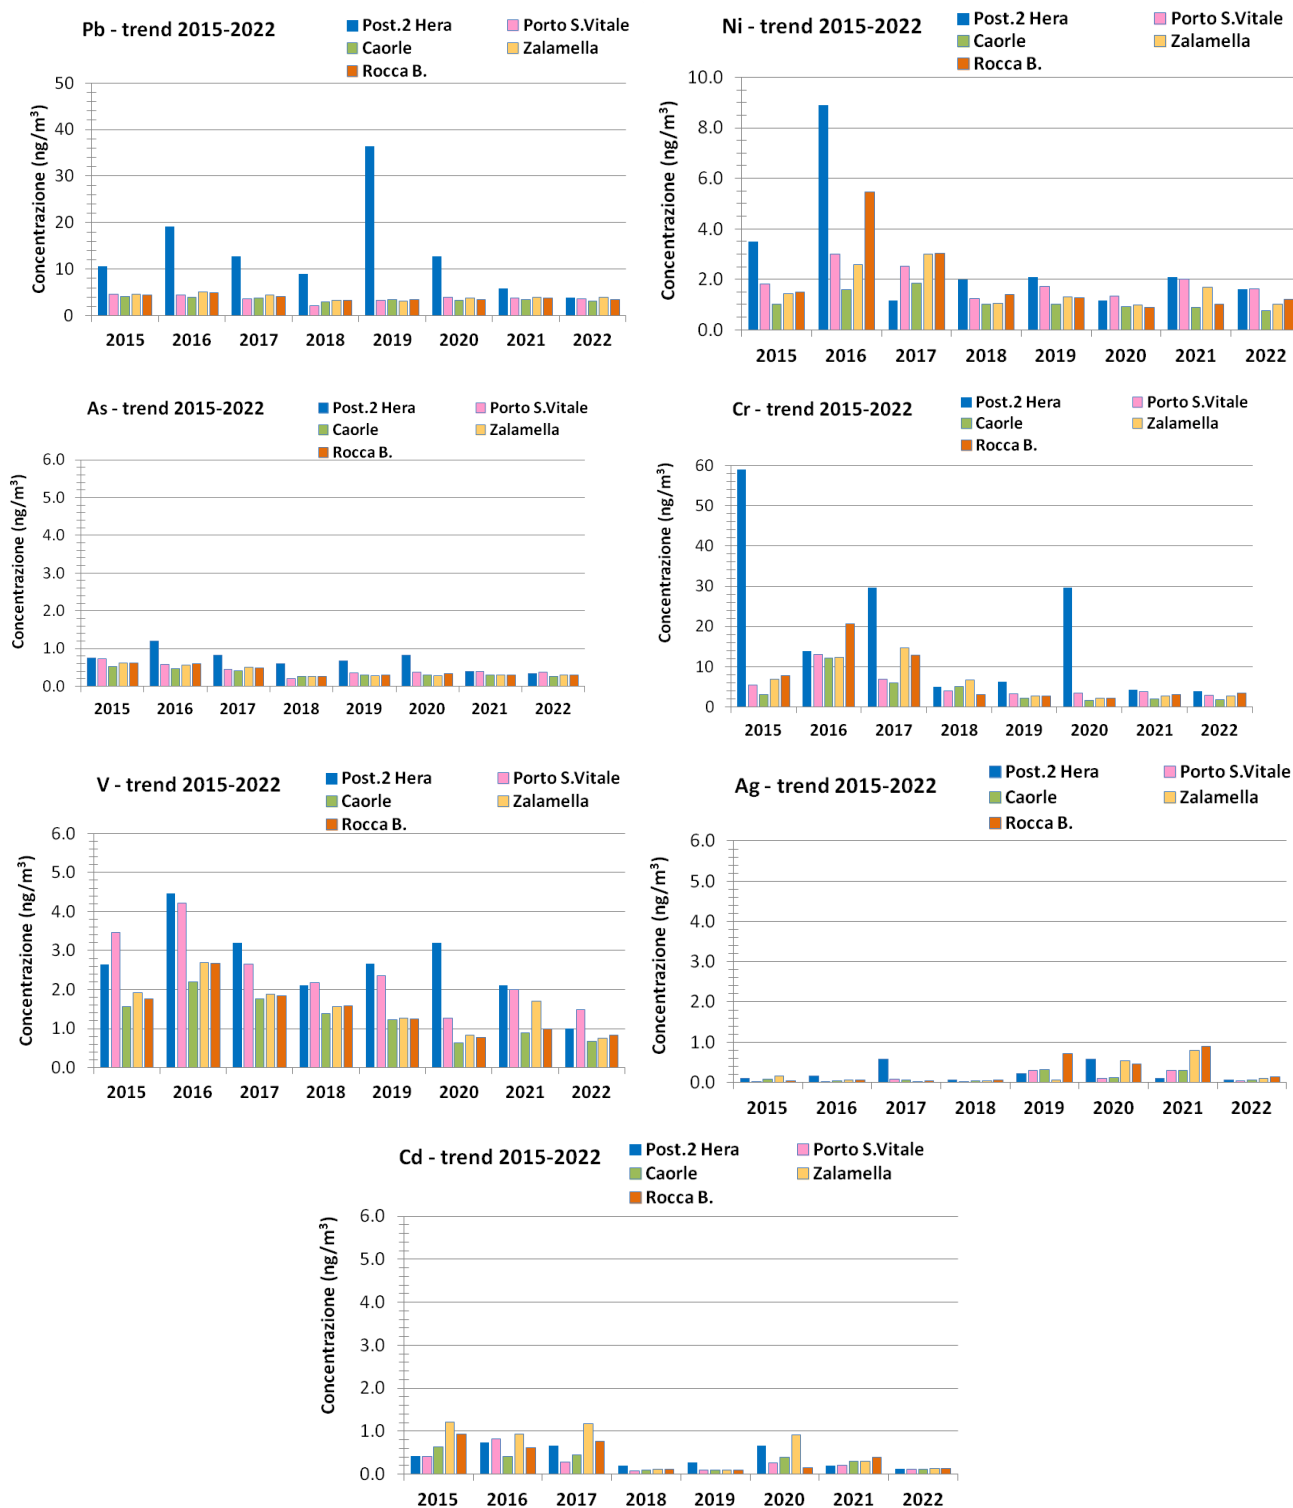 Pb - trend 2015-2022
Post.2 Hera
Porto S.Vitale
Caorle
Zalamella
Rocca B.
Concentrazione (ng/m³)
50
40
30
20
10
0
2015 2016 2017 2018 2019 2020 2021 2022
Ni - trend 2015-2022
Post.2 Hera
Porto S.Vitale
Caorle
Zalamella
Rocca B.
Concentrazione (ng/m³)
10.0
8.0
6.0
4.0
2.0
0.0
2015 2016 2017 2018 2019 2020 2021 2022
As - trend 2015-2022
Post.2 Hera
Porto S.Vitale
Caorle
Zalamella
Rocca B.
Concentrazione (ng/m³)
6.0
5.0
4.0
3.0
2.0
1.0
0.0
2015 2016 2017 2018 2019 2020 2021 2022
Cr - trend 2015-2022
Post.2 Hera
Porto S.Vitale
Caorle
Zalamella
Rocca B.
Concentrazione (ng/m³)
60
50
40
30
20
10
0
2015 2016 2017 2018 2019 2020 2021 2022
V - trend 2015-2022
Post.2 Hera
Porto S.Vitale
Caorle
Zalamella
Rocca B.
Concentrazione (ng/m³)
6.0
5.0
4.0
3.0
2.0
1.0
0.0
2015 2016 2017 2018 2019 2020 2021 2022
Ag - trend 2015-2022
Post.2 Hera
Porto S.Vitale
Caorle
Zalamella
Rocca B.
Concentrazione (ng/m³)
6.0
5.0
4.0
3.0
2.0
1.0
0.0
2015 2016 2017 2018 2019 2020 2021 2022
Cd - trend 2015-2022
Post.2 Hera
Porto S.Vitale
Caorle
Zalamella
Rocca B.
Concentrazione (ng/m³)
6.0
5.0
4.0
3.0
2.0
1.0
0.0
2015 2016 2017 2018 2019 2020 2021 2022